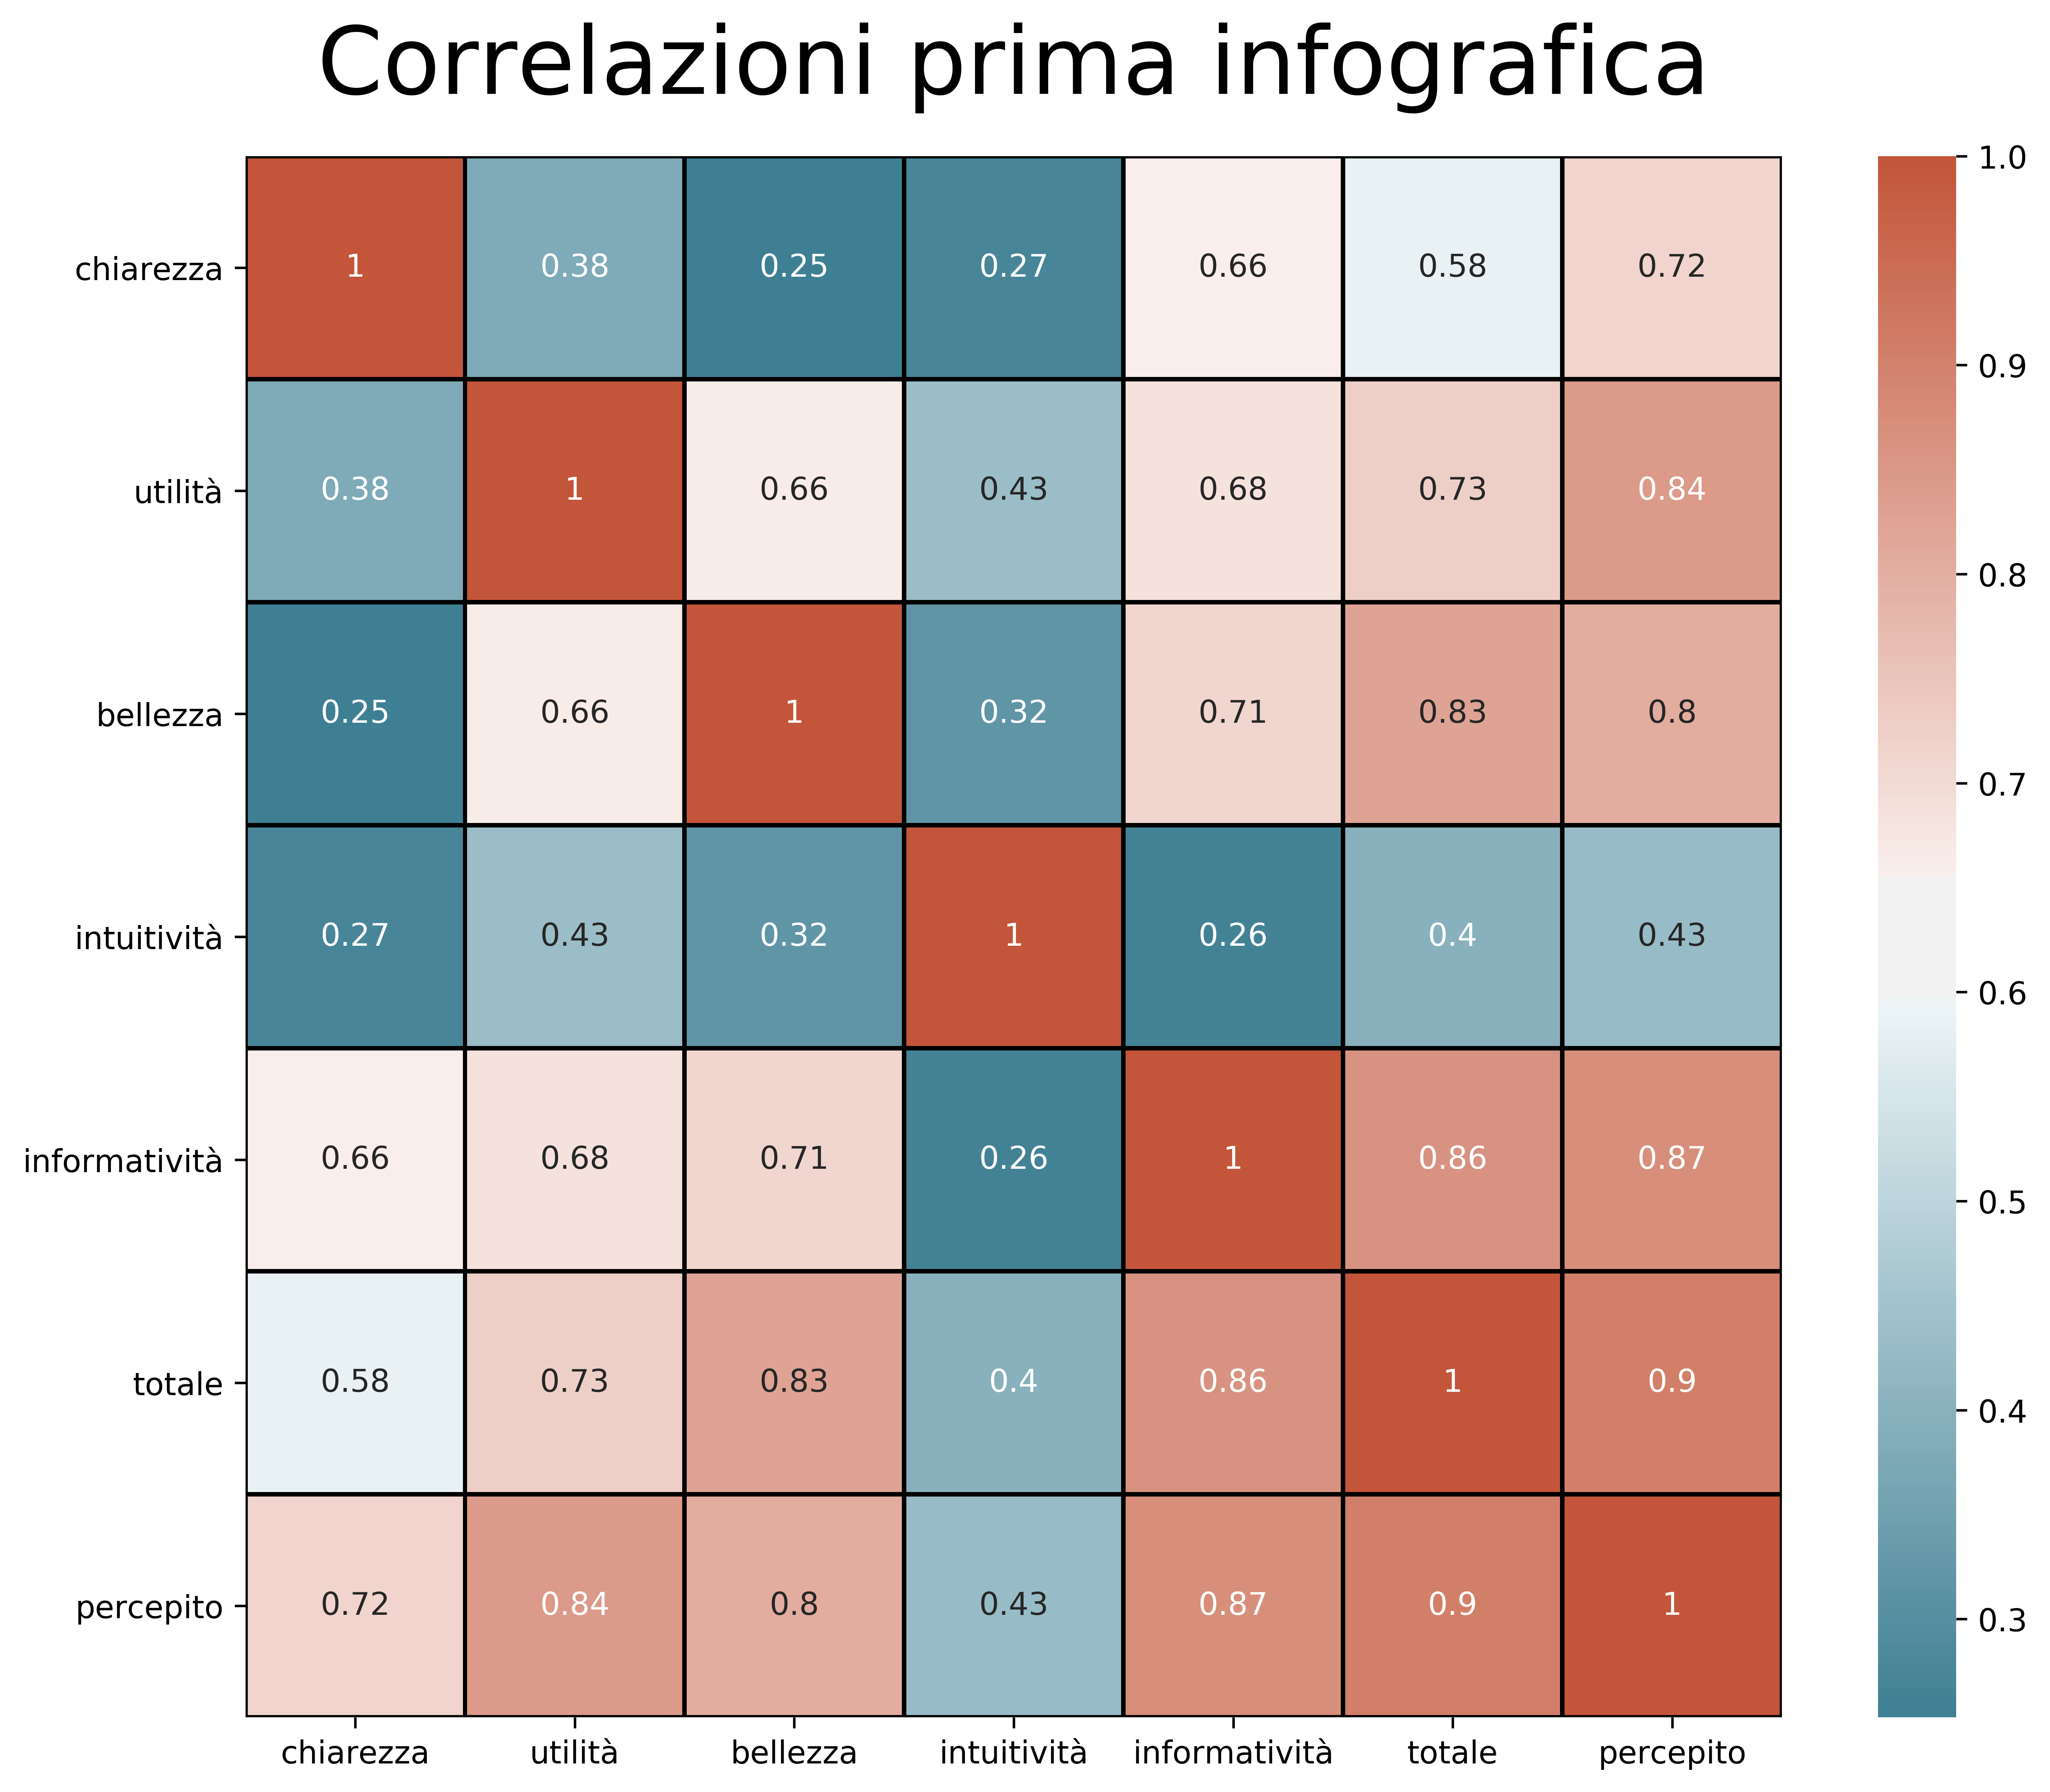 Correlazioni prima infografica
chiarezza 1 0.38 0.25 0.27 0.66 0.58 0.72
utilità 0.38 1 0.66 0.43 0.68 0.73 0.84
bellezza 0.25 0.66 1 0.32 0.71 0.83 0.8
intuitività 0.27 0.43 0.32 1 0.26 0.4 0.43
informatività 0.66 0.68 0.71 0.26 1 0.86 0.87
totale 0.58 0.73 0.83 0.4 0.86 1 0.9
percepito 0.72 0.84 0.8 0.43 0.87 0.9 1
chiarezza utilità bellezza intuitività informatività totale percepito
1.0
0.9
0.8
0.7
0.6
0.5
0.4
0.3